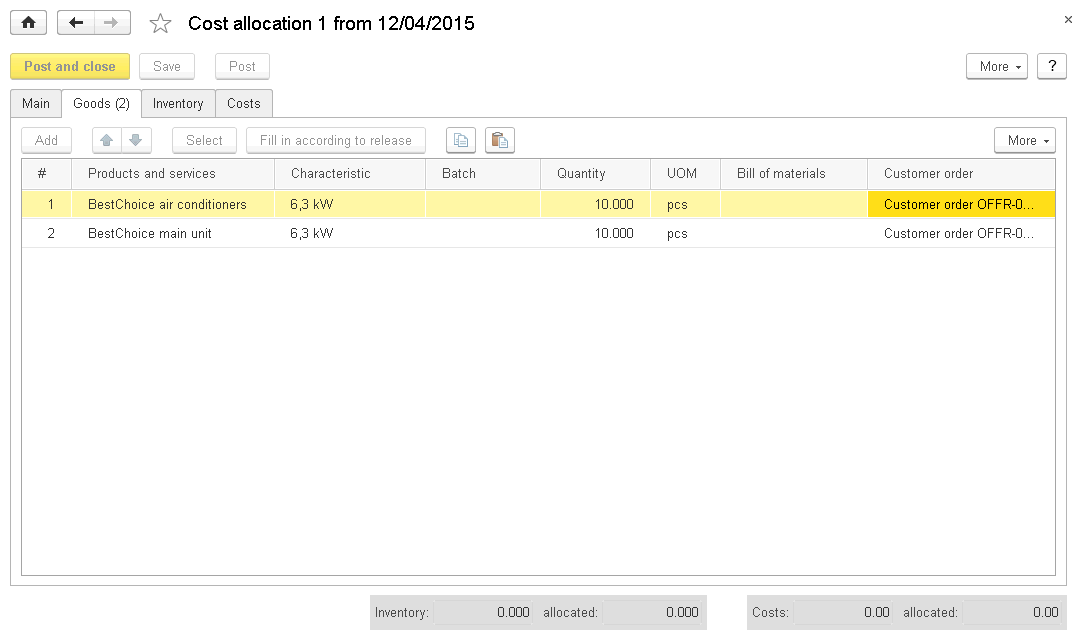 Cost allocation 1 from 12/04/2015 ×
Post and close Save Post More ?
Main Goods (2) Inventory Costs
Add Select Fill in according to release More
# Products and services Characteristic Batch Quantity UOM Bill of materials Customer order
1 BestChoice air conditioners 6,3 kW 10.000 pcs Customer order OFFR-0...
2 BestChoice main unit 6,3 kW 10.000 pcs Customer order OFFR-0...
Inventory: 0.000 allocated: 0.000 Costs: 0.00 allocated: 0.00